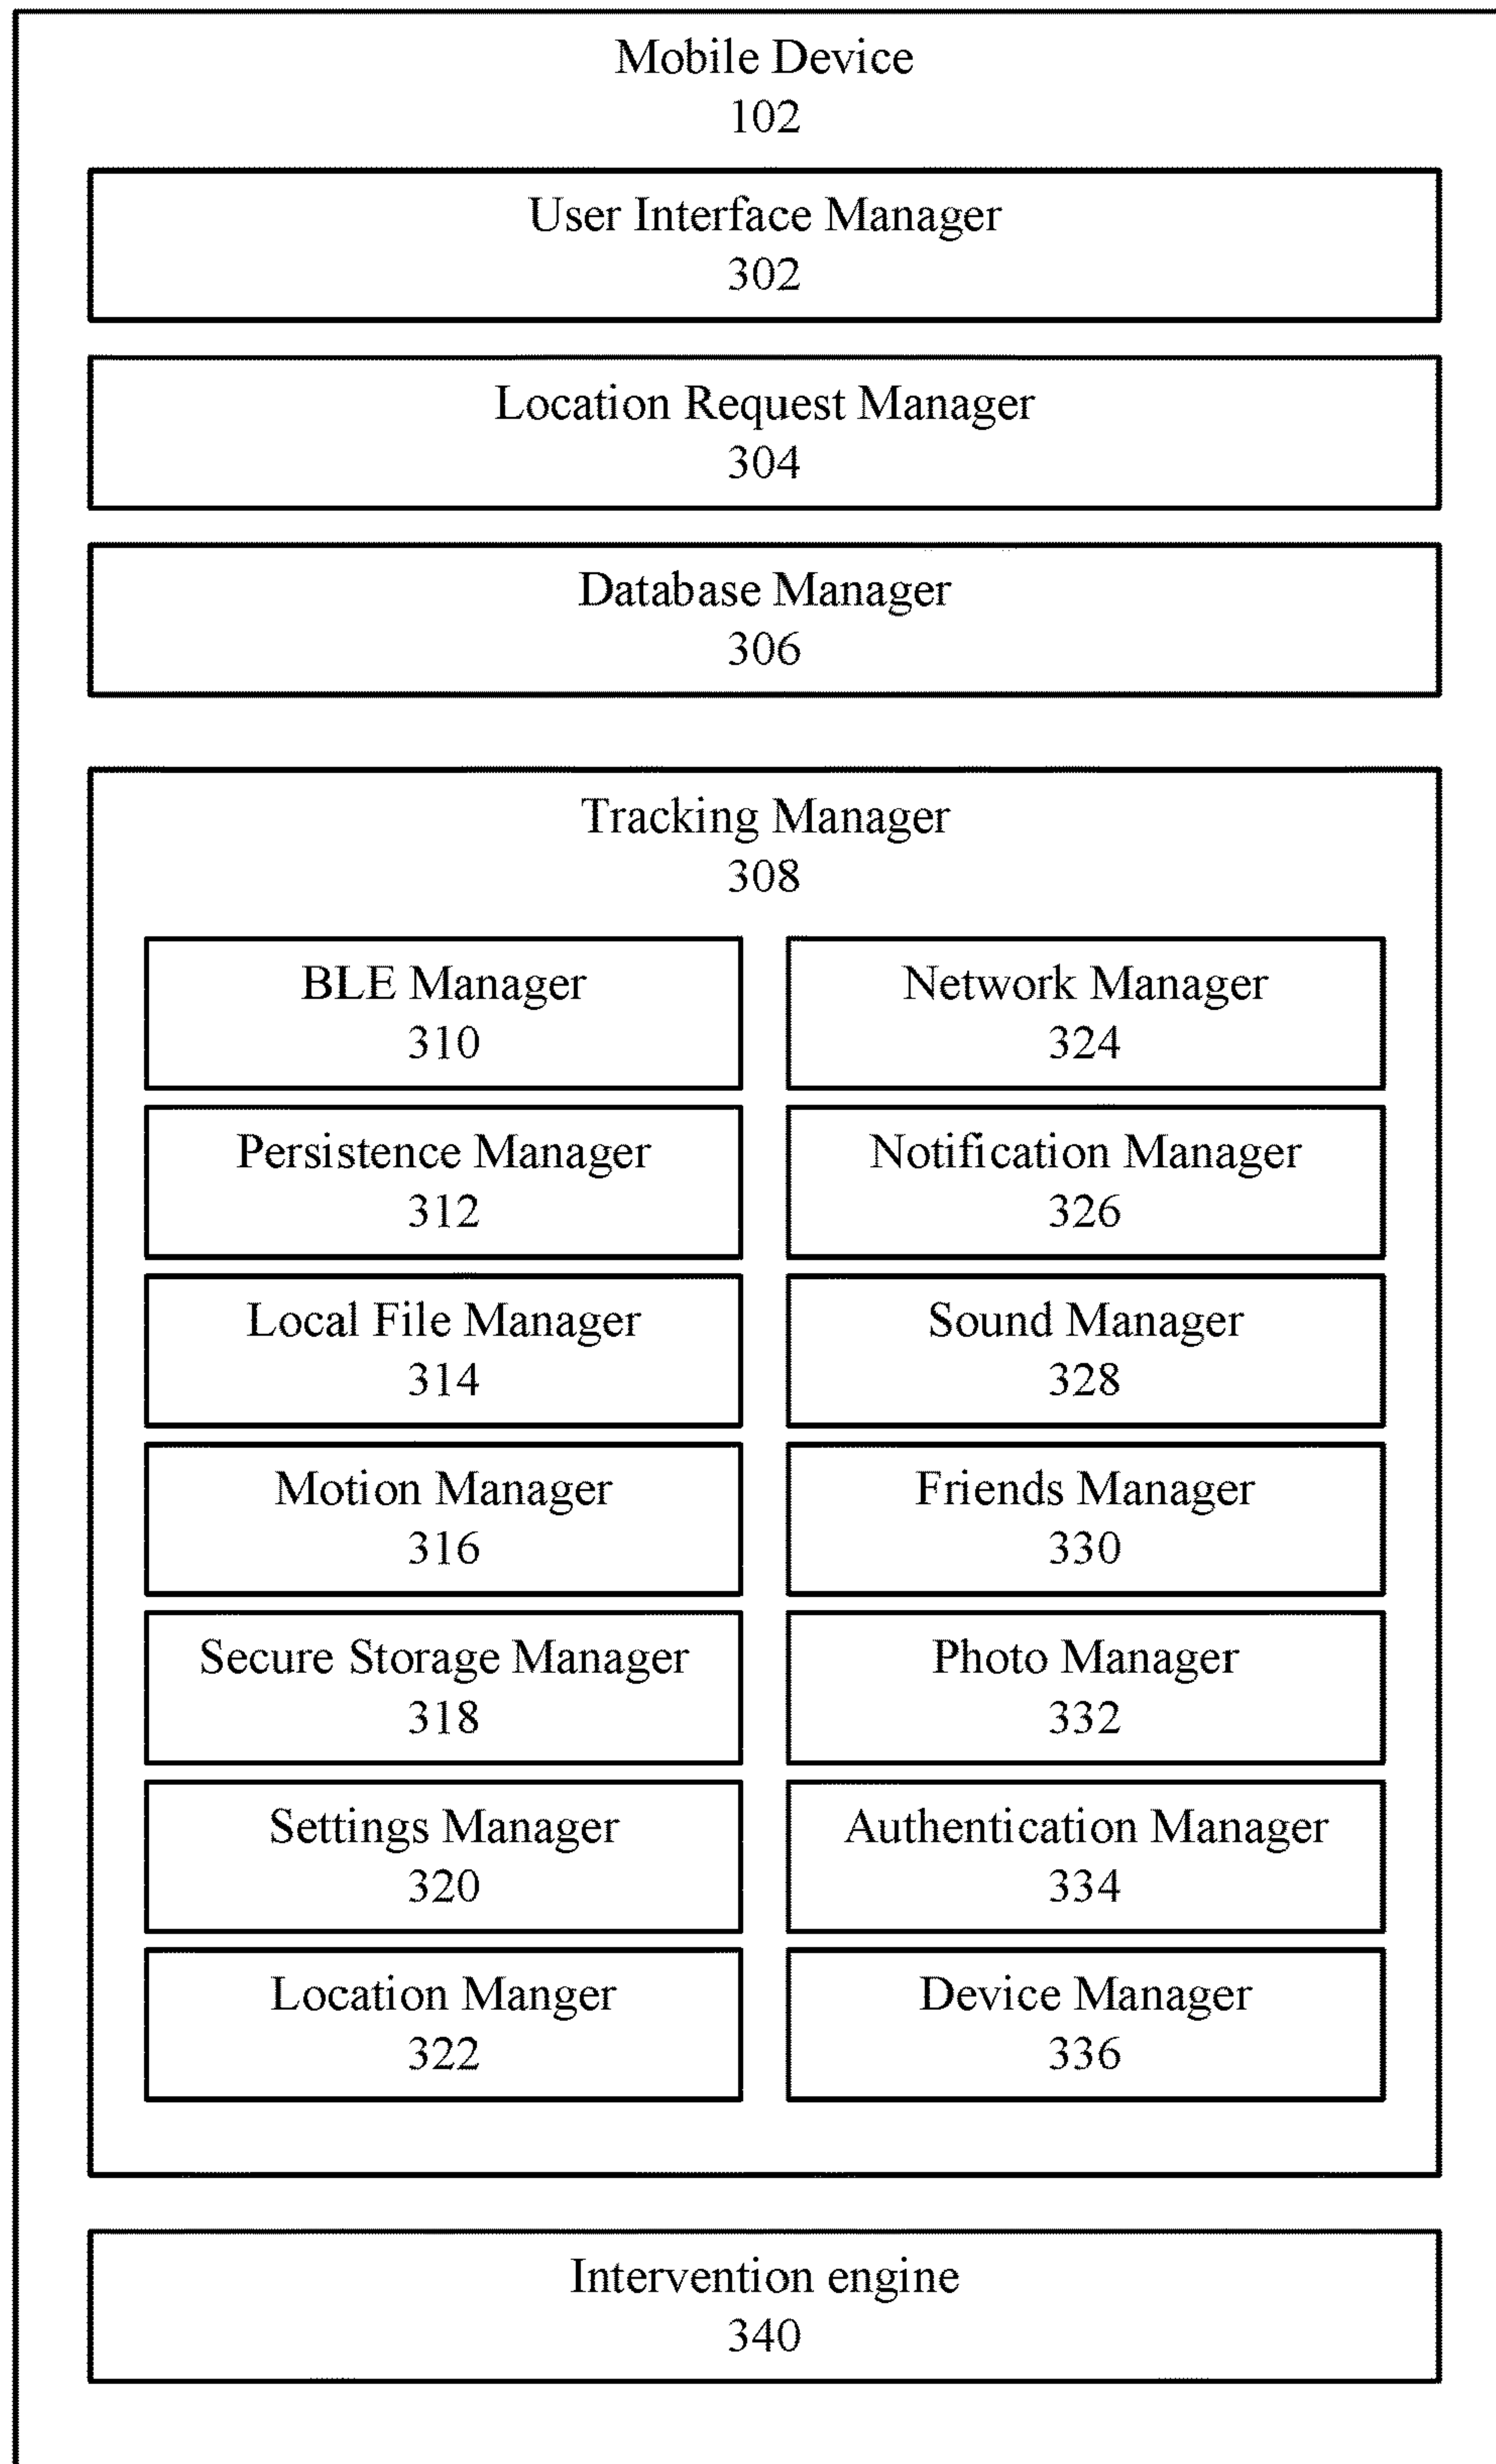 Mobile Device
102
User Interface Manager
302
Location Request Manager
304
Database Manager
306
Tracking Manager
308
BLE Manager
310
Network Manager
324
Persistence Manager
312
Notification Manager
326
Local File Manager
314
Sound Manager
328
Motion Manager
316
Friends Manager
330
Secure Storage Manager
318
Photo Manager
332
Settings Manager
320
Authentication Manager
334
Location Manger
322
Device Manager
336
Intervention engine
340